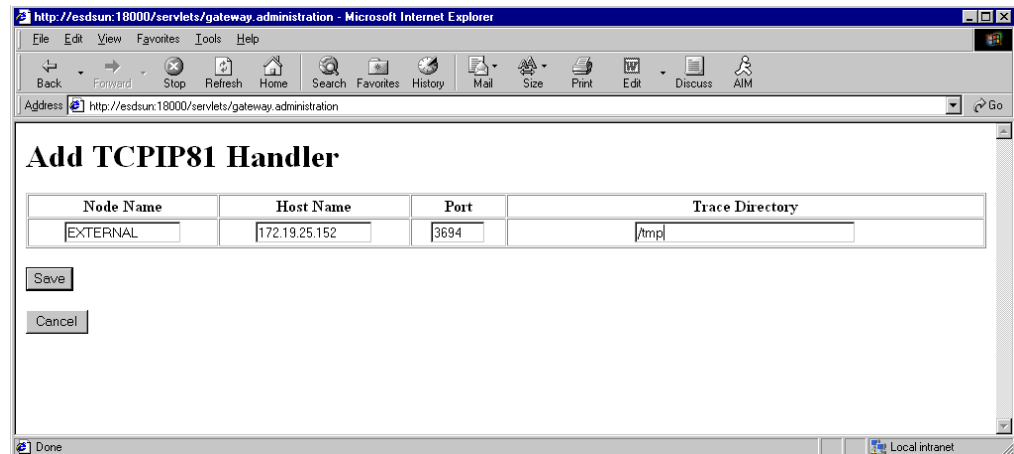 http://esdsun:18000/servlets/gateway.administration - Microsoft Internet Explorer
File Edit View Favorites Tools Help
Back Forward Stop Refresh Home Search Favorites History Mail Size Print Edit Discuss AIM
Address http://esdsun:18000/servlets/gateway.administration Go
Add TCPIP81 Handler
Node Name Host Name Port Trace Directory
EXTERNAL 172.19.25.152 3694 /tmp
Save
Cancel
Done Local intranet